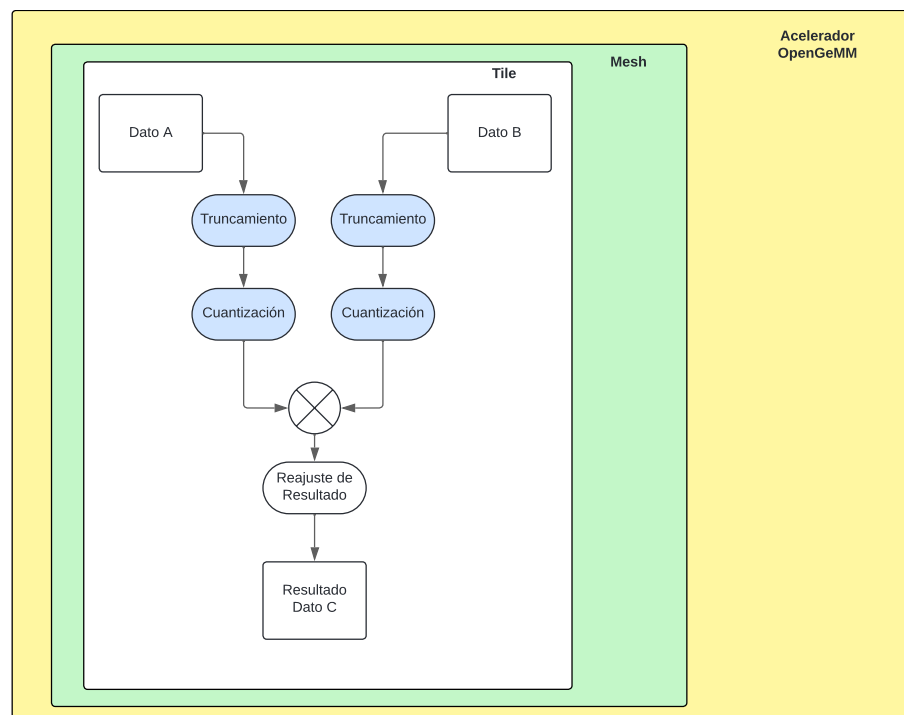 Acelerador
OpenGeMM
Mesh
Tile
Dato A
Dato B
Truncamiento
Truncamiento
Cuantización
Cuantización
Reajuste de
Resultado
Resultado
Dato C